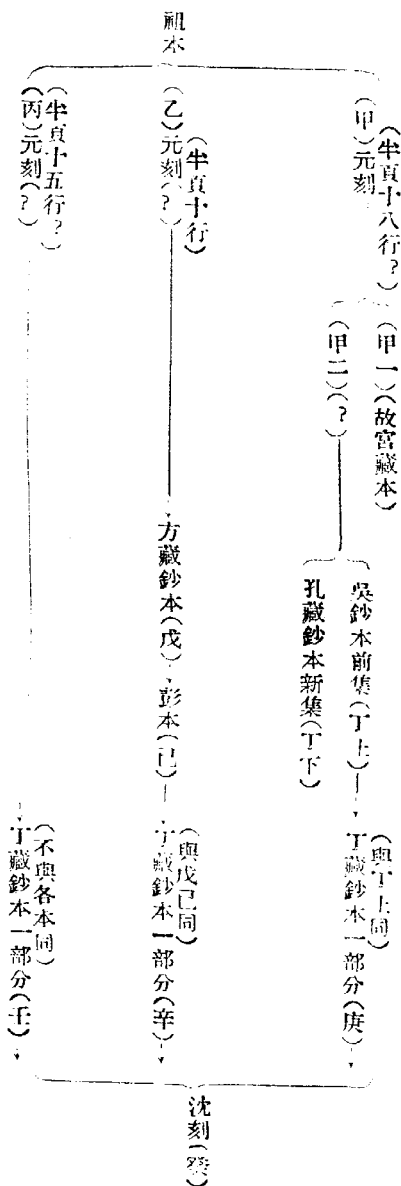 祖本
(半頁十八行？)
(甲)元刻
(甲一)(故宮藏本)
(甲二)(？)
吳鈔本前集(丁上)
孔藏鈔本新集(丁下)
(與丁上同)
丁藏鈔本一部分(庚)
(半頁十行)
(乙)元刻(？)
方藏鈔本(戊)
彭本(己)
(與戊己同)
丁藏鈔本一部分(辛)
(半頁十五行？)
(丙)元刻(？)
(不與各本同)
丁藏鈔本一部分(壬)
沈刻(癸)